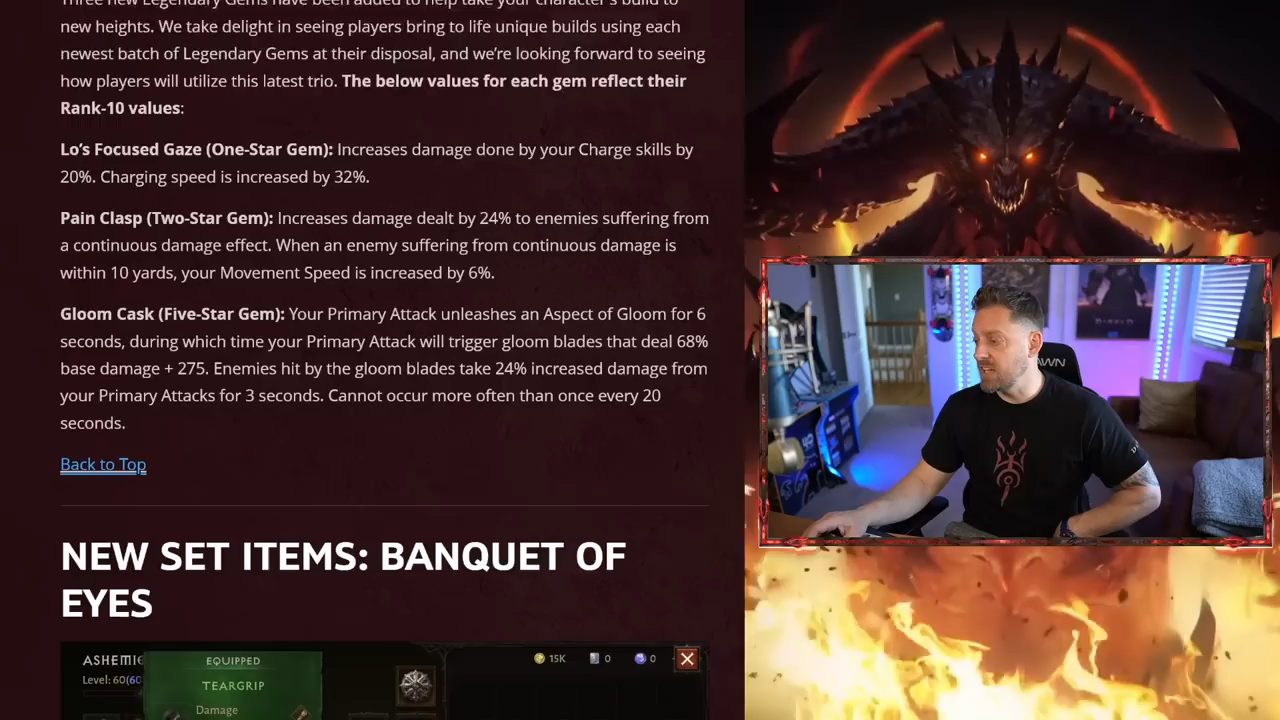 Three new Legendary Gems have been added to help take your character's build to
new heights. We take delight in seeing players bring to life unique builds using each
newest batch of Legendary Gems at their disposal, and we're looking forward to seeing
how players will utilize this latest trio. The below values for each gem reflect their
Rank-10 values:
Lo's Focused Gaze (One-Star Gem): Increases damage done by your Charge skills by
20%. Charging speed is increased by 32%.
Pain Clasp (Two-Star Gem): Increases damage dealt by 24% to enemies suffering from
a continuous damage effect. When an enemy suffering from continuous damage is
within 10 yards, your Movement Speed is increased by 6%.
Gloom Cask (Five-Star Gem): Your Primary Attack unleashes an Aspect of Gloom for 6
seconds, during which time your Primary Attack will trigger gloom blades that deal 68%
base damage + 275. Enemies hit by the gloom blades take 24% increased damage from
your Primary Attacks for 3 seconds. Cannot occur more often than once every 20
seconds.
Back to Top
NEW SET ITEMS: BANQUET OF
EYES
ASHEMI
Level: 60(60
EQUIPPED
TEARGRIP
Damage
15K 0 0
DIABLO
AWN